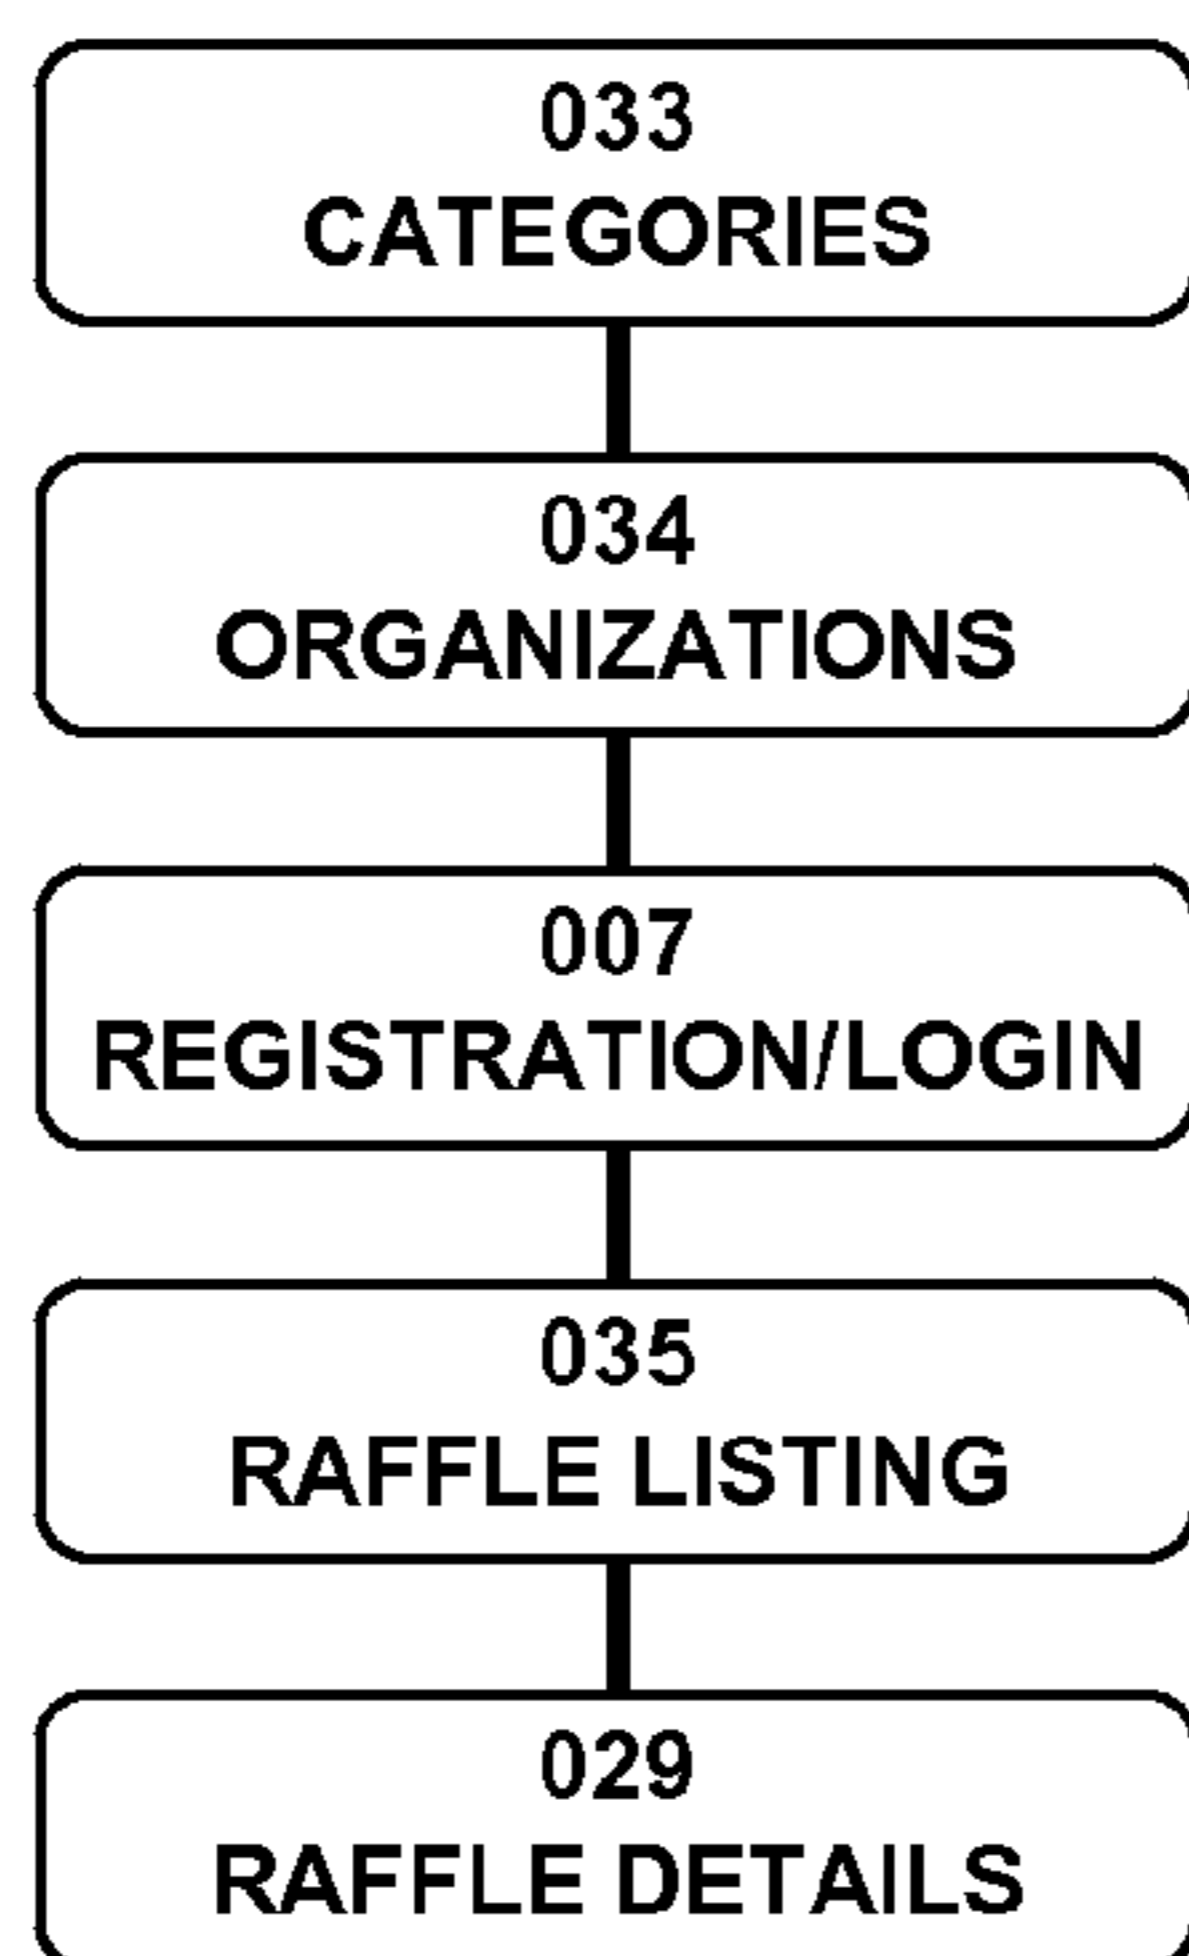 033
CATEGORIES
034
ORGANIZATIONS
007
REGISTRATION/LOGIN
035
RAFFLE LISTING
029
RAFFLE DETAILS